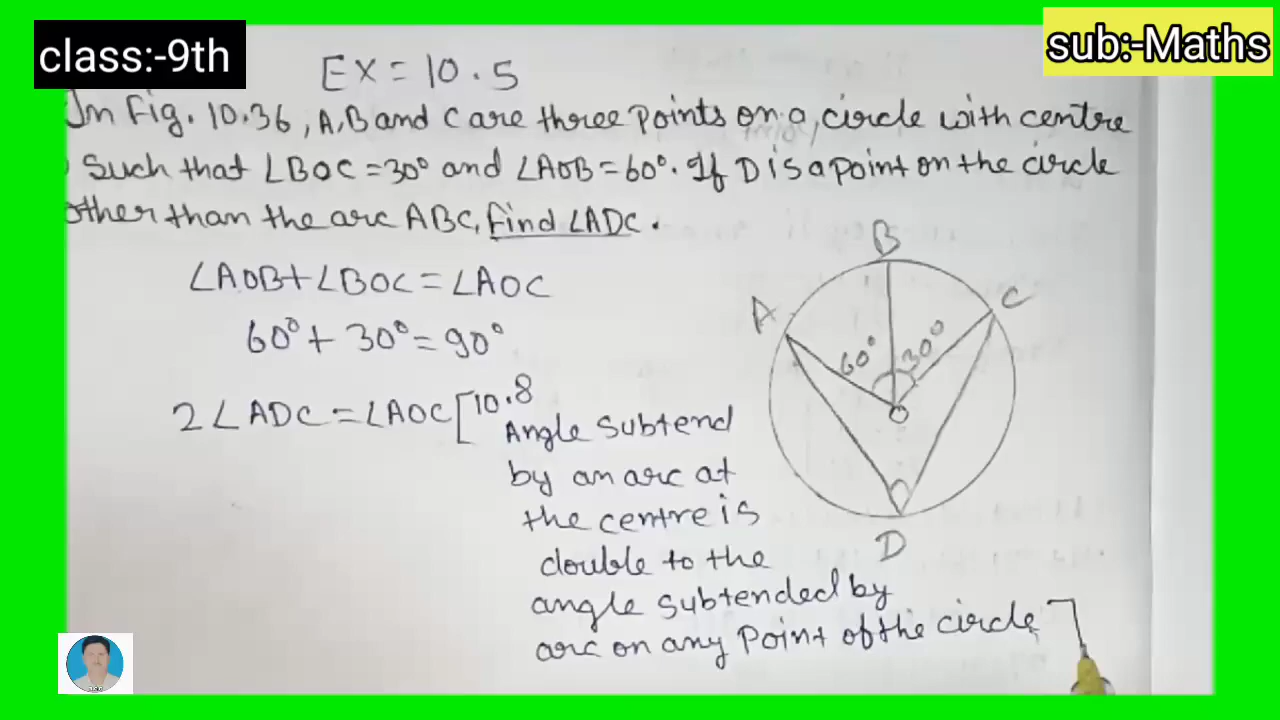 class:-9th
sub:-Maths
Ex = 10.5
In Fig. 10.36, A, B and C are three points on a circle with centre
Such that ∠BOC = 30° and ∠AOB = 60°. If D is a point on the circle
other than the arc ABC, find ∠ADC.
∠AOB + ∠BOC = ∠AOC
60° + 30° = 90°
2∠ADC = ∠AOC [10.8
Angle Subtend
by an arc at
the centre is
double to the
angle subtended by
arc on any Point of the circle]
B
A
C
60° 30°
O
D